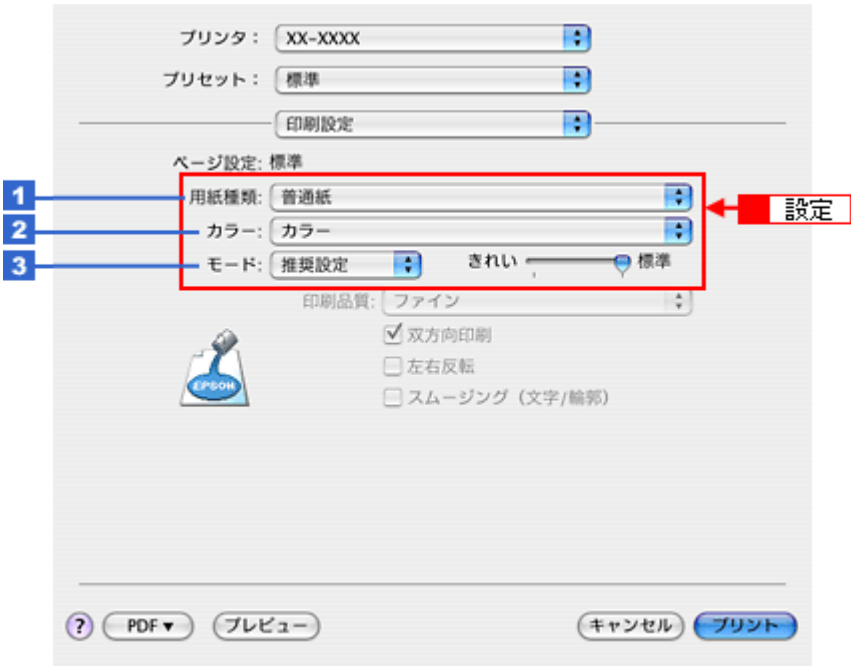 プリンタ： XX-XXXX
プリセット： 標準
印刷設定
ページ設定: 標準
1 用紙種類: 普通紙
設定
2 カラー: カラー
3 モード: 推奨設定 きれい 標準
印刷品質: ファイン
双方向印刷
左右反転
EPSON
スムージング（文字/輪郭）
? PDF▼ プレビュー キャンセル プリント